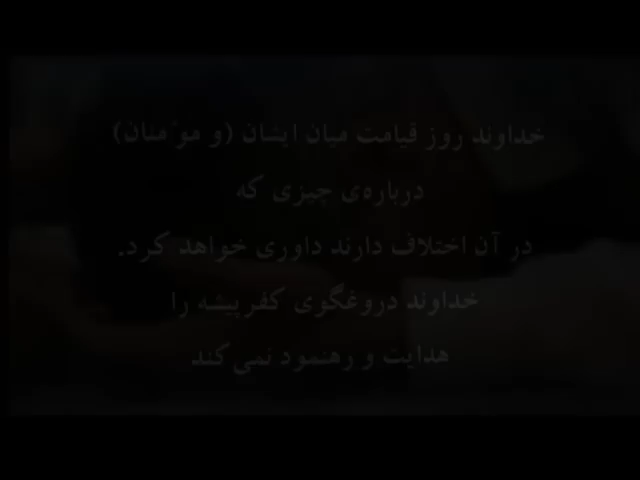 خداوند روز قیامت میان ایشان (و مؤمنان)
درباره‌ی چیزی که
در آن اختلاف دارند داوری خواهد کرد.
خداوند دروغگوی کفرپیشه را
هدایت و رهنمود نمی‌کند